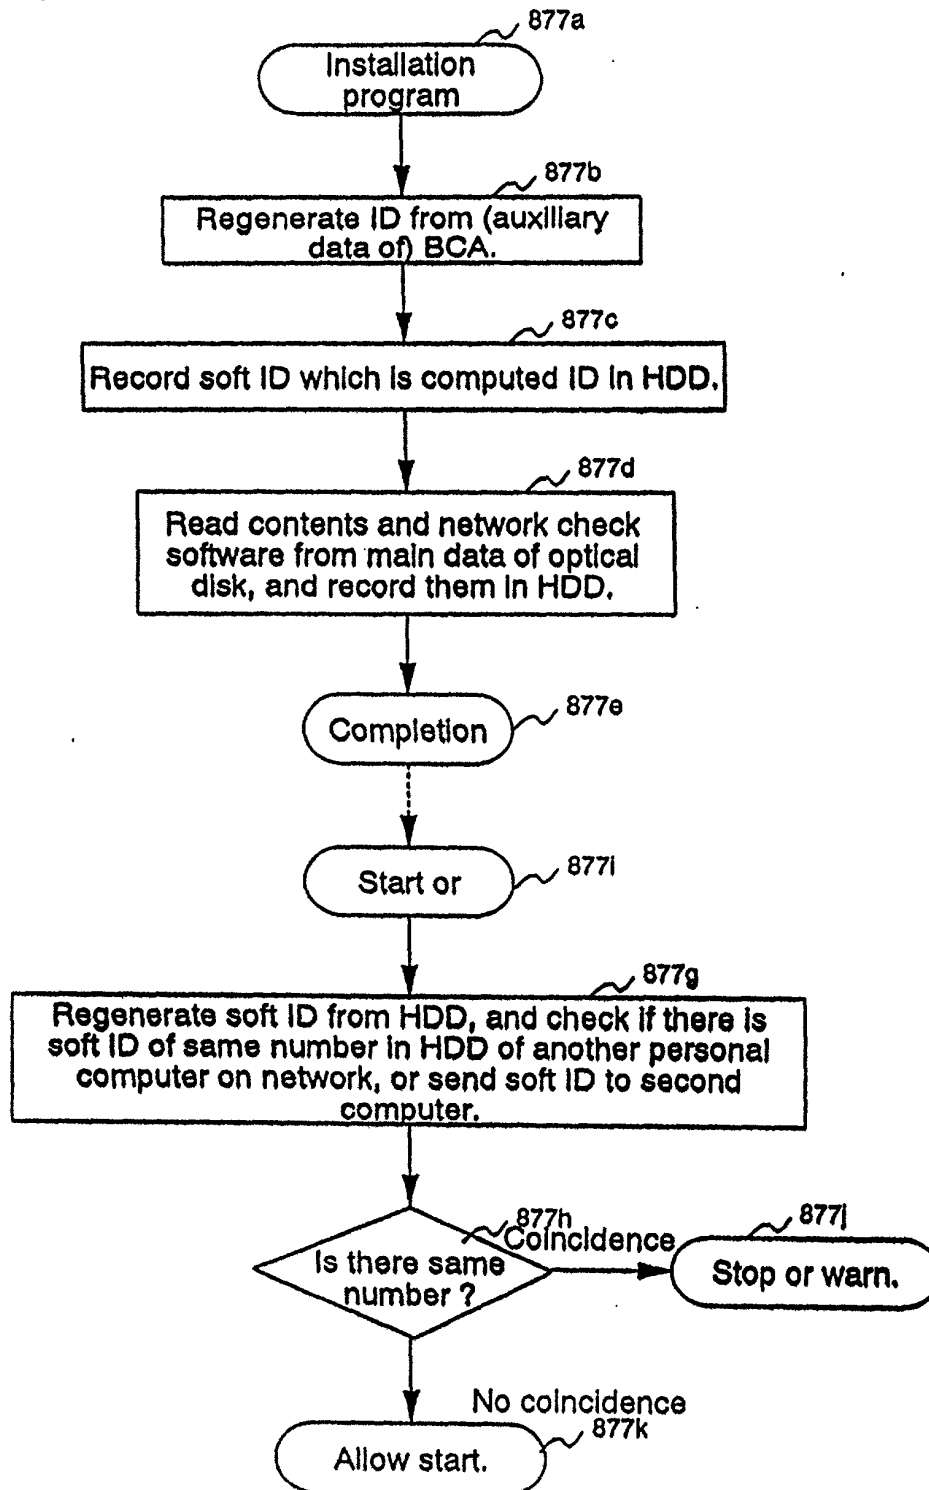 877a
Installation
program
877b
Regenerate ID from (auxiliary
data of) BCA.
877c
Record soft ID which is computed ID in HDD.
877d
Read contents and network check
software from main data of optical
disk, and record them in HDD.
877e
Completion
877i
Start or
877g
Regenerate soft ID from HDD, and check if there is
soft ID of same number in HDD of another personal
computer on network, or send soft ID to second
computer.
877h
Coincidence
877j
Is there same
number ?
Stop or warn.
No coincidence
877k
Allow start.